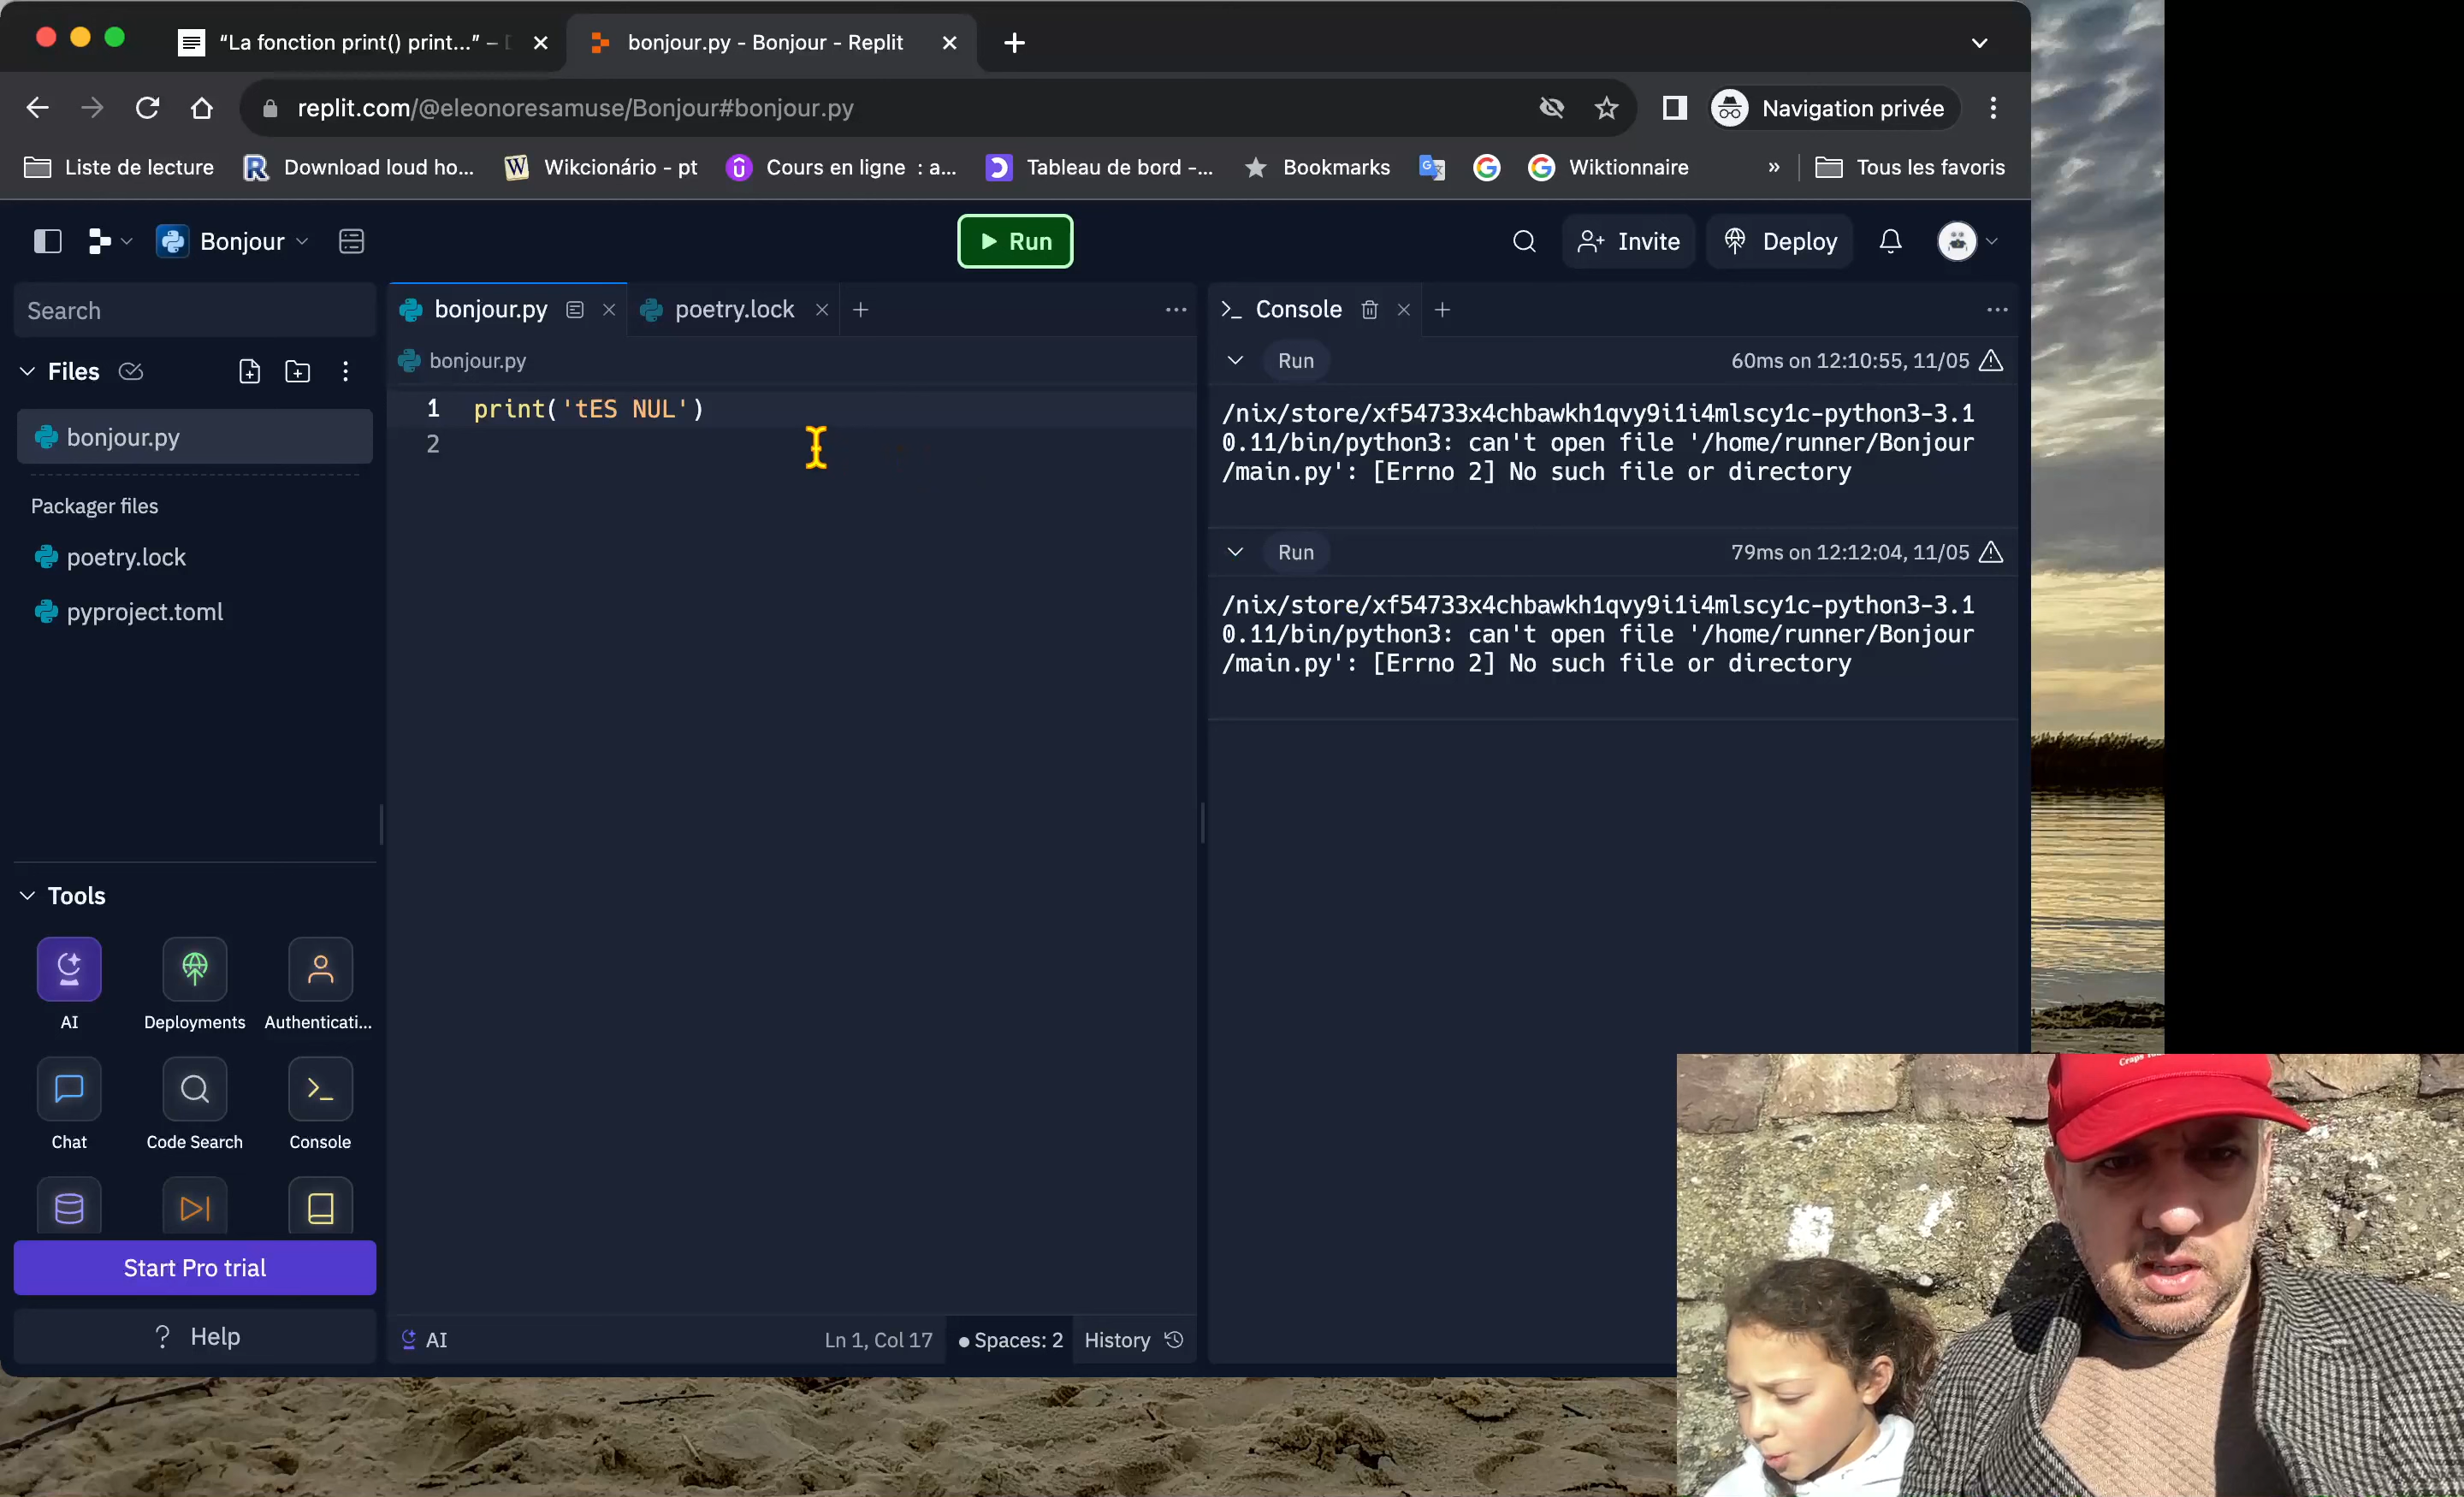 “La fonction print() print...” –
bonjour.py - Bonjour - Replit
replit.com/@eleonoresamuse/Bonjour#bonjour.py
Navigation privée
Liste de lecture
Download loud ho...
Wikcionário - pt
Cours en ligne : a...
Tableau de bord -...
Bookmarks
Wiktionnaire
»
Tous les favoris
Bonjour
Run
Invite
Deploy
Search
Files
bonjour.py
Packager files
poetry.lock
pyproject.toml
Tools
AI
Deployments
Authenticati...
Chat
Code Search
Console
Start Pro trial
? Help
bonjour.py
poetry.lock
bonjour.py
1 print('tES NUL')
2
AI
Ln 1, Col 17
Spaces: 2
History
Console
Run
60ms on 12:10:55, 11/05
/nix/store/xf54733x4chbawkh1qvy9i1i4mlscy1c-python3-3.1
0.11/bin/python3: can't open file '/home/runner/Bonjour
/main.py': [Errno 2] No such file or directory
Run
79ms on 12:12:04, 11/05
/nix/store/xf54733x4chbawkh1qvy9i1i4mlscy1c-python3-3.1
0.11/bin/python3: can't open file '/home/runner/Bonjour
/main.py': [Errno 2] No such file or directory
Craps